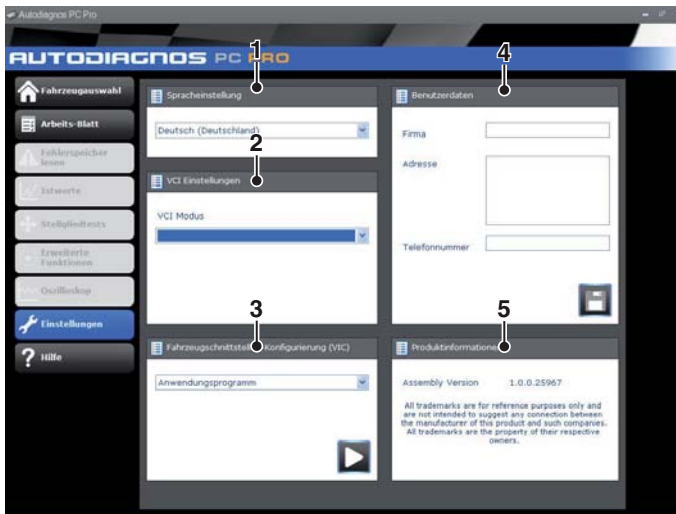 Autodiagnos PC Pro
AUTODIAGNOS PC PRO
1
4
Fahrzeugauswahl
Spracheinstellung
Benutzerdaten
Arbeits-Blatt
Deutsch (Deutschland)
Firma
2
Fehlerspeicher
lesen
Adresse
VCI Einstellungen
Istwerte
VCI Modus
Stellgliedtests
Telefonnummer
Erweiterte
Funktionen
Oszilloskop
3
5
Einstellungen
Fahrzeugschnittstelle Konfigurierung (VIC)
Produktinformationen
Hilfe
Anwendungsprogramm
Assembly Version 1.0.0.25967
All trademarks are for reference purposes only and
are not intended to suggest any connection between
the manufacturer of this product and such companies.
All trademarks are the property of their respective
owners.